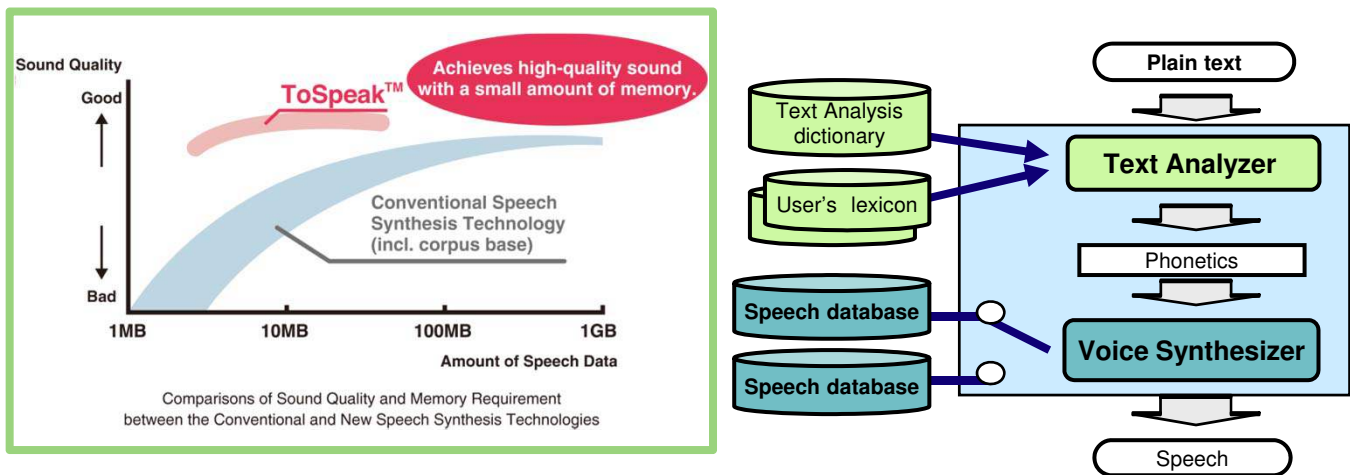 Sound Quality
Good
Bad
ToSpeak™
Achieves high-quality sound
with a small amount of memory.
Conventional Speech
Synthesis Technology
(incl. corpus base)
1MB
10MB
100MB
1GB
Amount of Speech Data
Comparisons of Sound Quality and Memory Requirement
between the Conventional and New Speech Synthesis Technologies
Plain text
Text Analysis
dictionary
Text Analyzer
User's lexicon
Phonetics
Speech database
Voice Synthesizer
Speech database
Speech